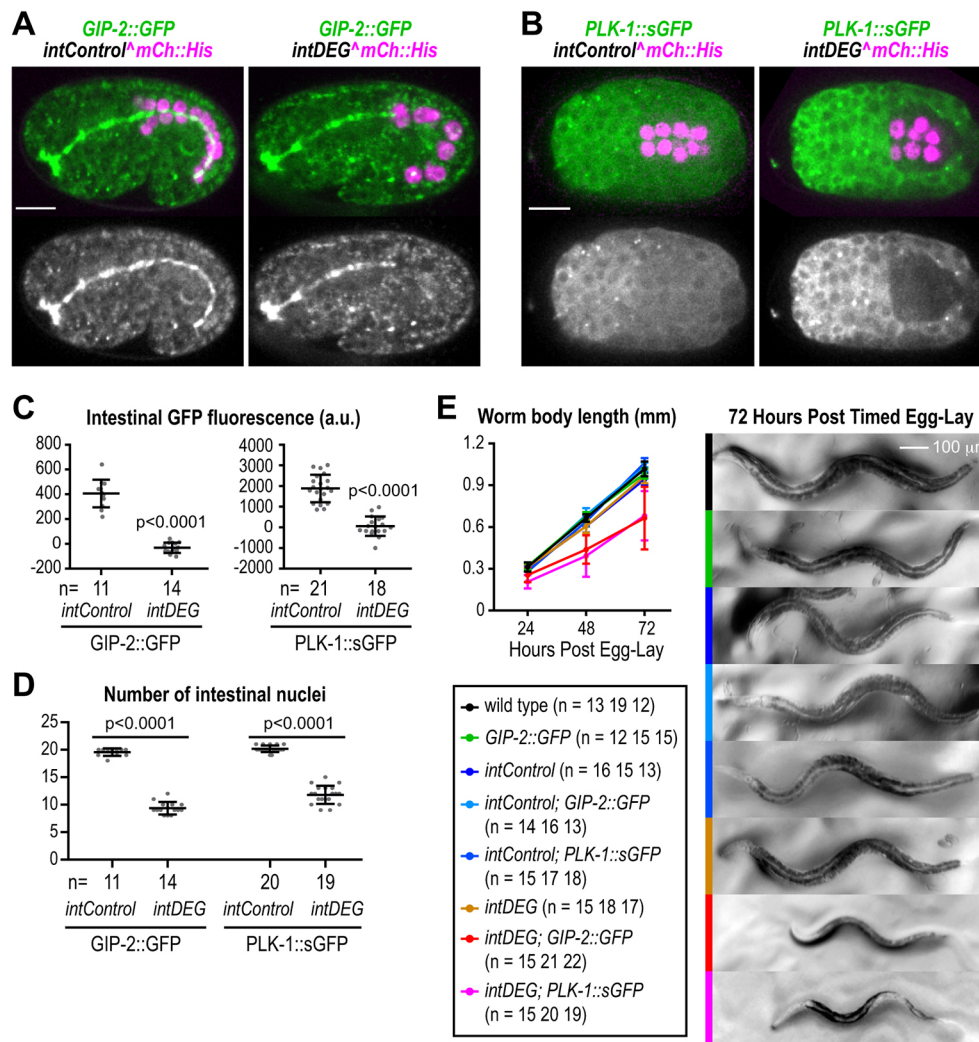 A
GIP-2::GFP
intControl^mCh::His
GIP-2::GFP
intDEG^mCh::His
B
PLK-1::sGFP
intControl^mCh::His
PLK-1::sGFP
intDEG^mCh::His
C
Intestinal GFP fluorescence (a.u.)
800
600
400
200
0
-200
p<0.0001
n= 11 14
intControl intDEG
GIP-2::GFP
4000
3000
2000
1000
0
-1000
-2000
p<0.0001
n= 21 18
intControl intDEG
PLK-1::sGFP
D
Number of intestinal nuclei
p<0.0001 p<0.0001
25
20
15
10
5
0
n= 11 14 20 19
intControl intDEG intControl intDEG
GIP-2::GFP PLK-1::sGFP
E
Worm body length (mm)
1.2
0.9
0.6
0.3
0
24 48 72
Hours Post Egg-Lay
wild type (n = 13 19 12)
GIP-2::GFP (n = 12 15 15)
intControl (n = 16 15 13)
intControl; GIP-2::GFP
(n = 14 16 13)
intControl; PLK-1::sGFP
(n = 15 17 18)
intDEG (n = 15 18 17)
intDEG; GIP-2::GFP
(n = 15 21 22)
intDEG; PLK-1::sGFP
(n = 15 20 19)
72 Hours Post Timed Egg-Lay
100 μm